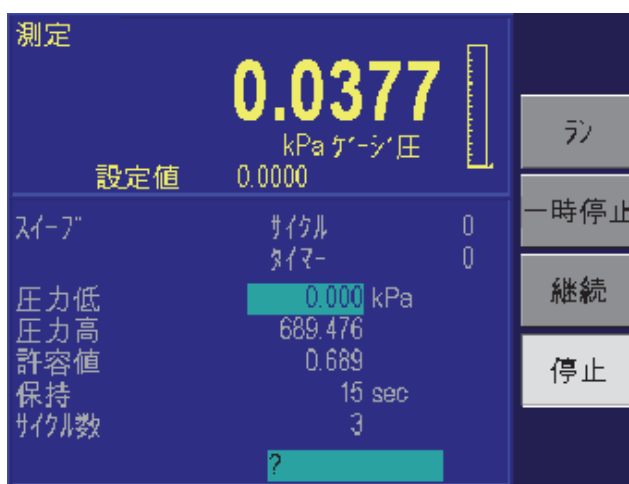 測定
0.0377
kPa ゲージ圧
設定値 0.0000
スイープ サイクル 0
タイマー 0
圧力低 0.000 kPa
圧力高 689.476
許容値 0.689
保持 15 sec
サイクル数 3
?
ラン
一時停止
継続
停止